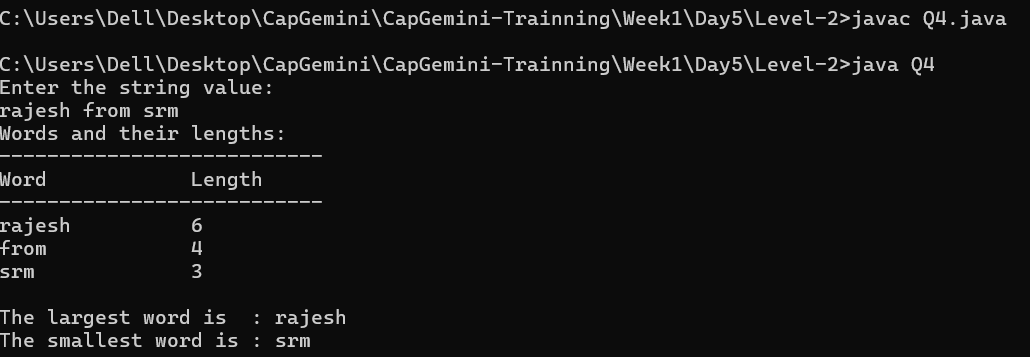 C:\Users\Dell\Desktop\CapGemini\CapGemini-Trainning\Week1\Day5\Level-2>javac Q4.java
C:\Users\Dell\Desktop\CapGemini\CapGemini-Trainning\Week1\Day5\Level-2>java Q4
Enter the string value:
rajesh from srm
Words and their lengths:
---------------------------
Word            Length
---------------------------
rajesh          6
from            4
srm             3
The largest word is  : rajesh
The smallest word is : srm